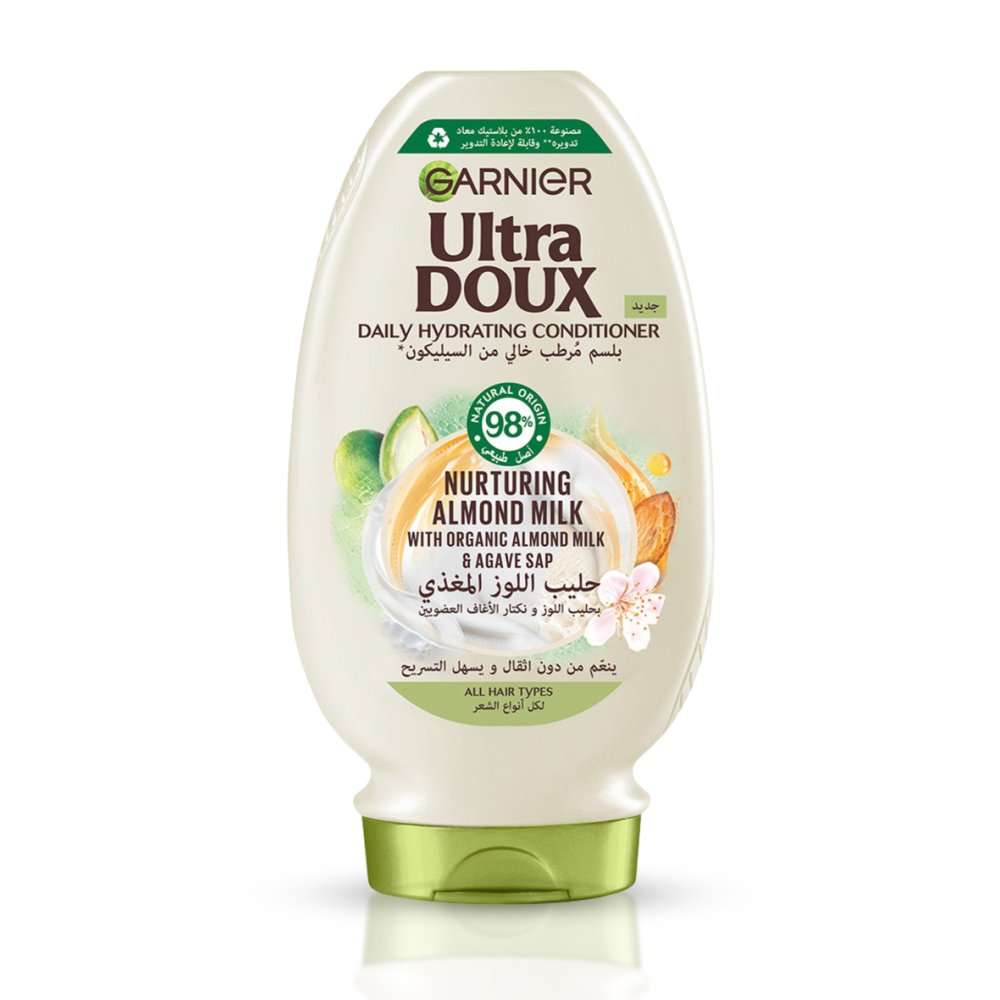 مصنوعة ١٠٠٪ من بلاستيك معاد
تدويره** وقابلة لإعادة التدوير
GARNIER
Ultra
DOUX
جديد
DAILY HYDRATING CONDITIONER
بلسم مُرطب خالي من السيليكون*
NATURAL ORIGIN
98%
أصل طبيعي
NURTURING
ALMOND MILK
WITH ORGANIC ALMOND MILK
& AGAVE SAP
حليب اللوز المغذي
بحليب اللوز و نكتار الأغاف العضويين
ينعّم من دون اثقال و يسهل التسريح
ALL HAIR TYPES
لكل أنواع الشعر